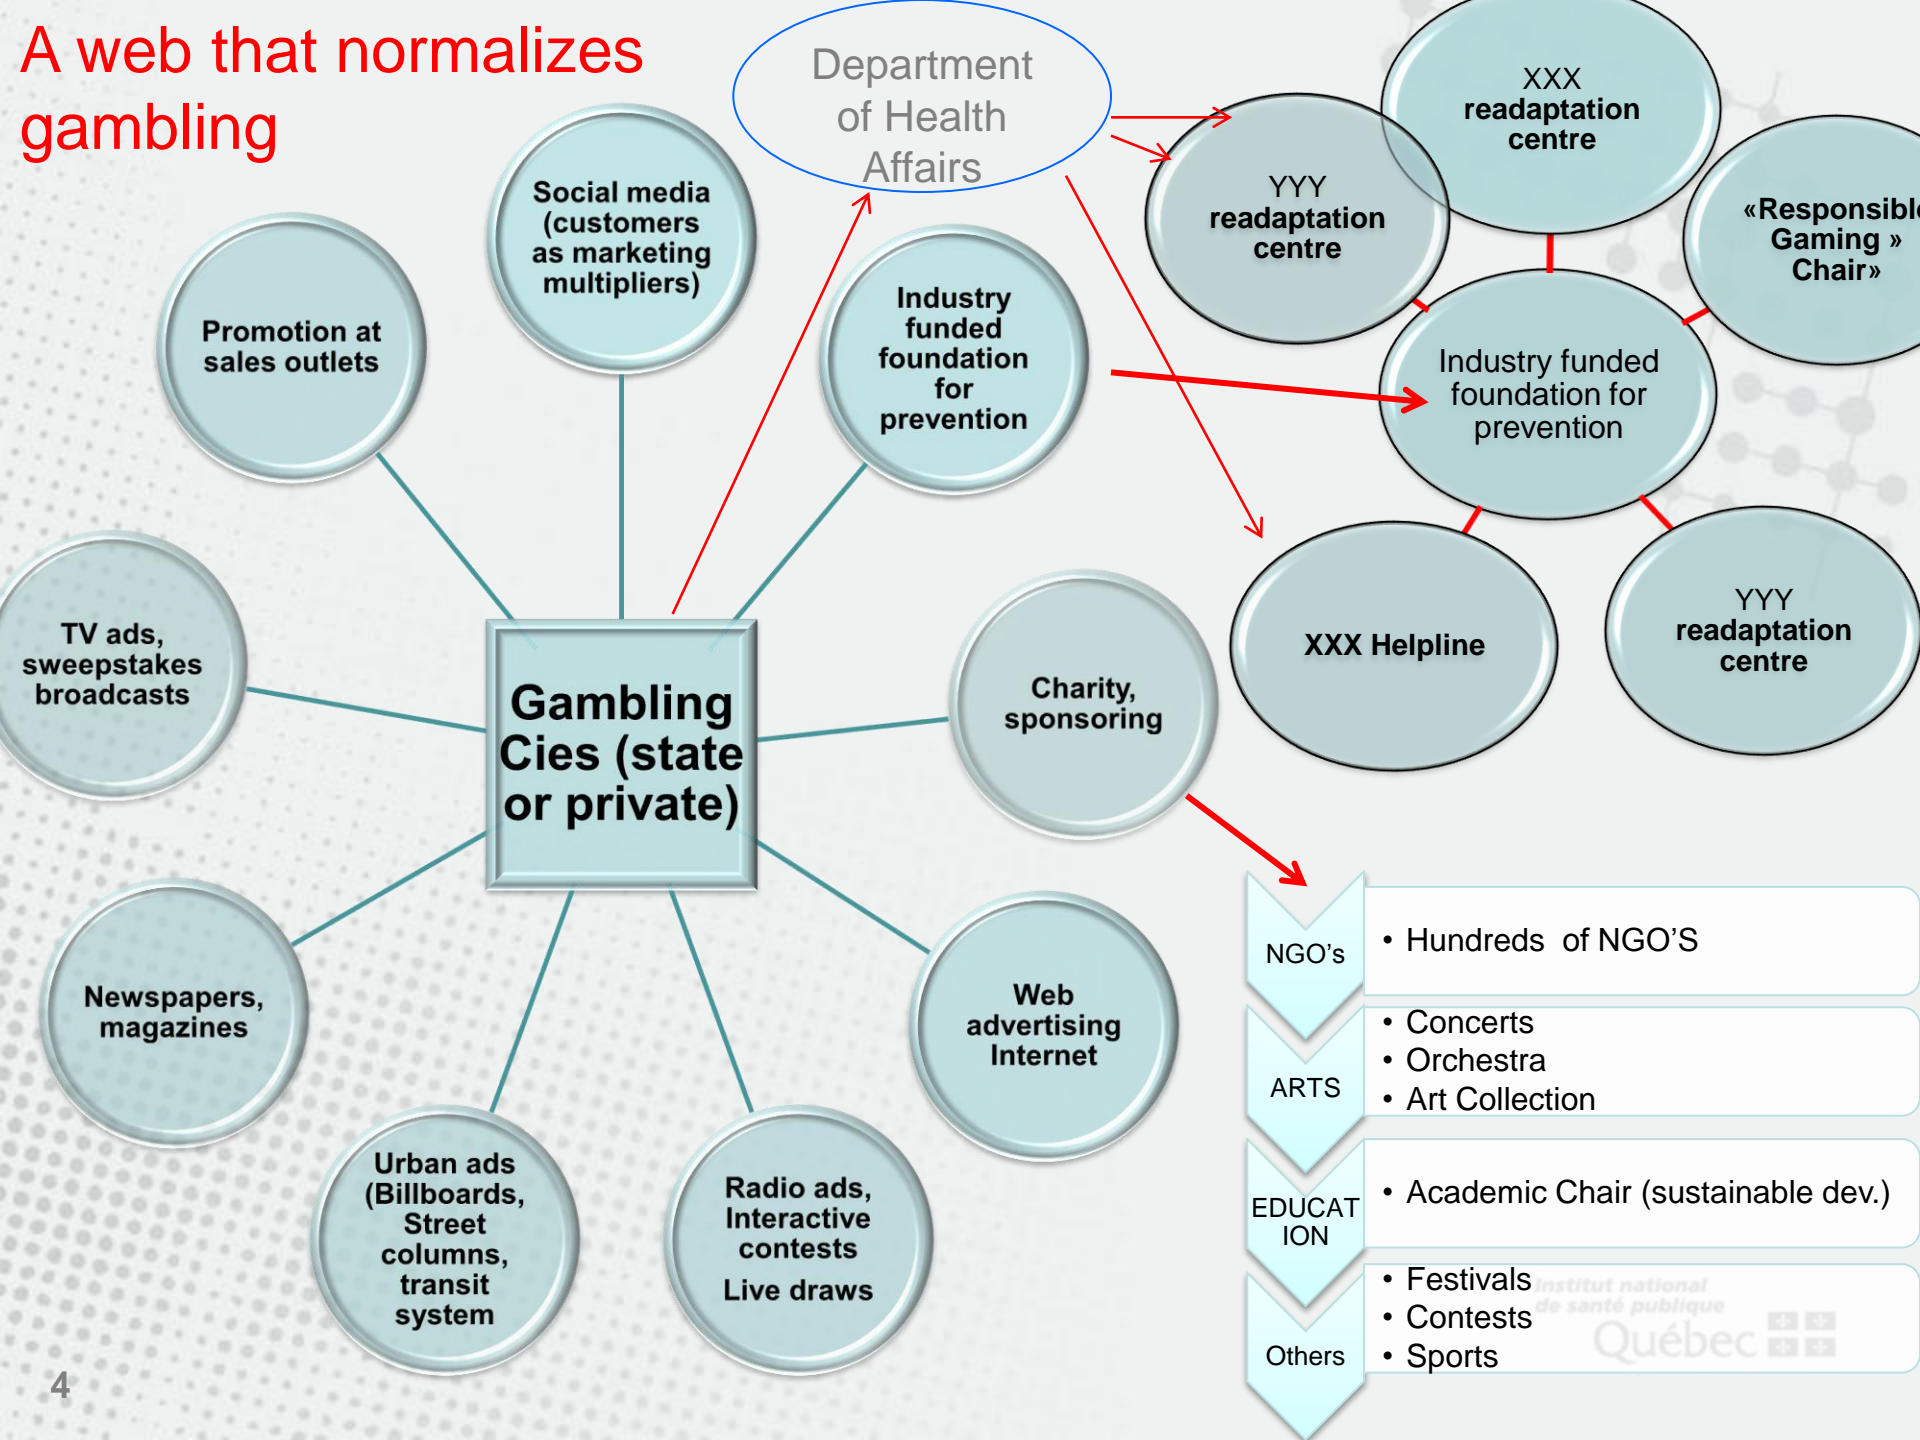 A web that normalizes
gambling
Department
of Health
Affairs
Social media
(customers
as marketing
multipliers)
Promotion at
sales outlets
Industry
funded
foundation
for
prevention
TV ads,
sweepstakes
broadcasts
Gambling
Cies (state
or private)
Charity,
sponsoring
Newspapers,
magazines
Web
advertising
Internet
Urban ads
(Billboards,
Street
columns,
transit
system
Radio ads,
Interactive
contests
Live draws
XXX
readaptation
centre
YYY
readaptation
centre
«Responsible
Gaming »
Chair»
Industry funded
foundation for
prevention
XXX Helpline
YYY
readaptation
centre
NGO's
• Hundreds  of NGO'S
ARTS
• Concerts
• Orchestra
• Art Collection
EDUCAT
ION
• Academic Chair (sustainable dev.)
Others
• Festivals
• Contests
• Sports
Institut national
de santé publique
Québec
4